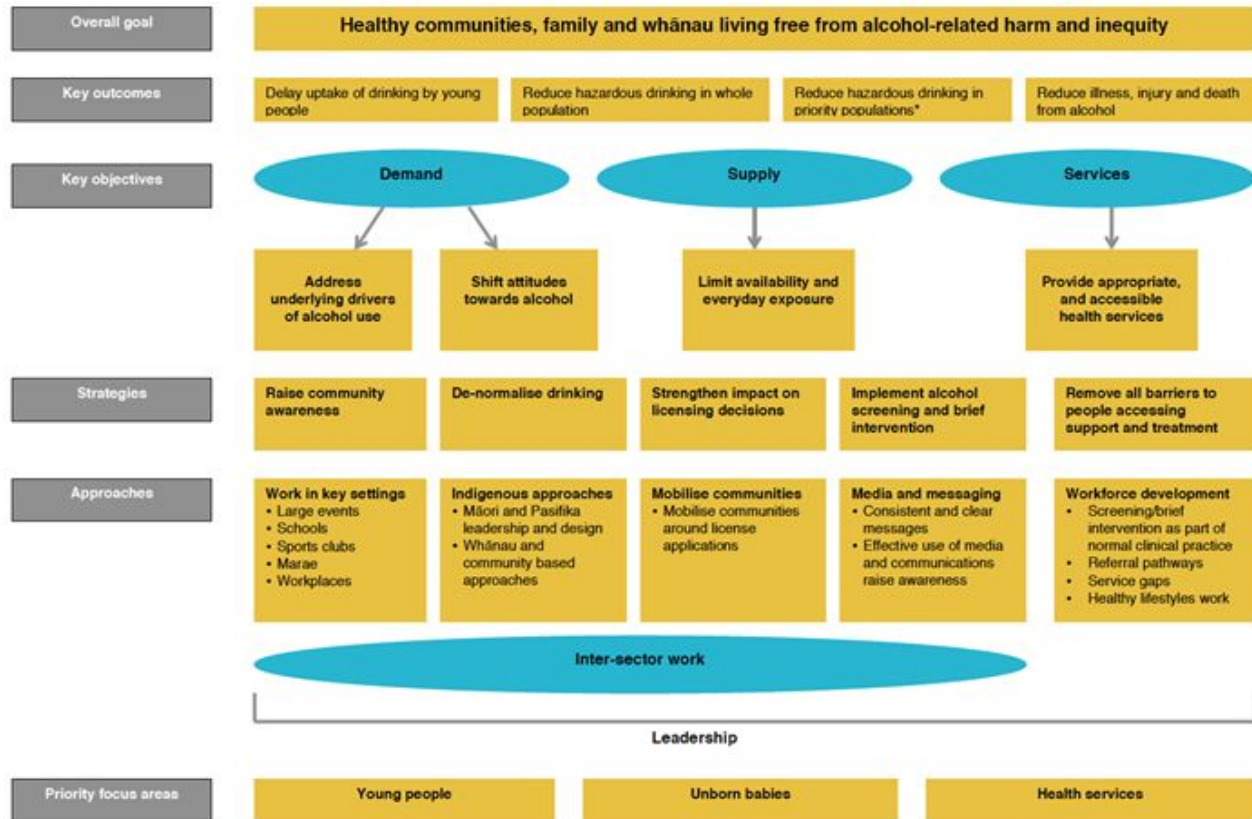 Overall goal
Healthy communities, family and whānau living free from alcohol-related harm and inequity
Key outcomes
Delay uptake of drinking by young
people
Reduce hazardous drinking in whole
population
Reduce hazardous drinking in
priority populations*
Reduce illness, injury and death
from alcohol
Key objectives
Demand
Supply
Services
Address
underlying drivers
of alcohol use
Shift attitudes
towards alcohol
Limit availability and
everyday exposure
Provide appropriate,
and accessible
health services
Strategies
Raise community
awareness
De-normalise drinking
Strengthen impact on
licensing decisions
Implement alcohol
screening and brief
intervention
Remove all barriers to
people accessing
support and treatment
Approaches
Work in key settings
• Large events
• Schools
• Sports clubs
• Marae
• Workplaces
Indigenous approaches
• Māori and Pasifika
leadership and design
• Whānau and
community based
approaches
Mobilise communities
• Mobilise communities
around license
applications
Media and messaging
• Consistent and clear
messages
• Effective use of media
and communications
raise awareness
Workforce development
• Screening/brief
intervention as part of
normal clinical practice
• Referral pathways
• Service gaps
• Healthy lifestyles work
Inter-sector work
Leadership
Priority focus areas
Young people
Unborn babies
Health services